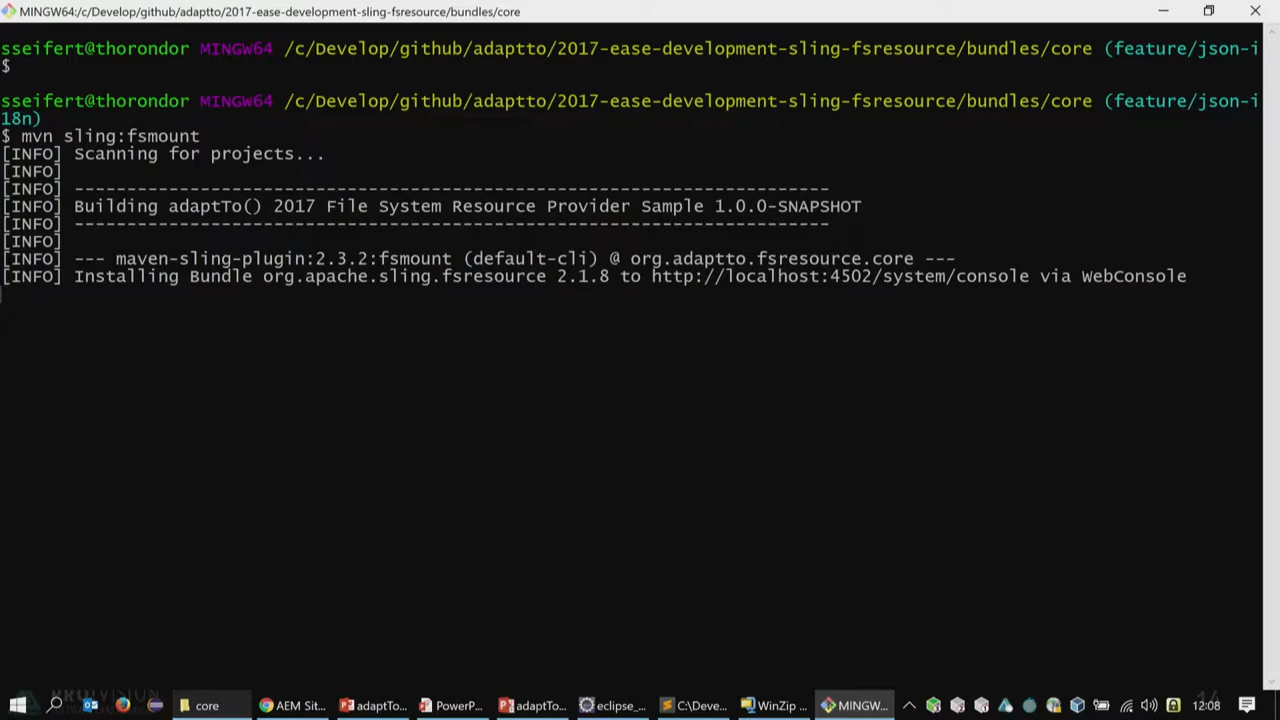 MINGW64:/c/Develop/github/adaptto/2017-ease-development-sling-fsresource/bundles/core
sseifert@thorondor MINGW64 /c/Develop/github/adaptto/2017-ease-development-sling-fsresource/bundles/core (feature/json-i
$
sseifert@thorondor MINGW64 /c/Develop/github/adaptto/2017-ease-development-sling-fsresource/bundles/core (feature/json-i
18n)
$ mvn sling:fsmount
[INFO] Scanning for projects...
[INFO]
[INFO] ------------------------------------------------------------------------
[INFO] Building adaptTo() 2017 File System Resource Provider Sample 1.0.0-SNAPSHOT
[INFO] ------------------------------------------------------------------------
[INFO]
[INFO] --- maven-sling-plugin:2.3.2:fsmount (default-cli) @ org.adaptto.fsresource.core ---
[INFO] Installing Bundle org.apache.sling.fsresource 2.1.8 to http://localhost:4502/system/console via WebConsole
PRO!VISION
14
core
AEM Sit...
adaptTo...
PowerP...
adaptTo...
eclipse_...
C:\Deve...
WinZip ...
MINGW...
12:08